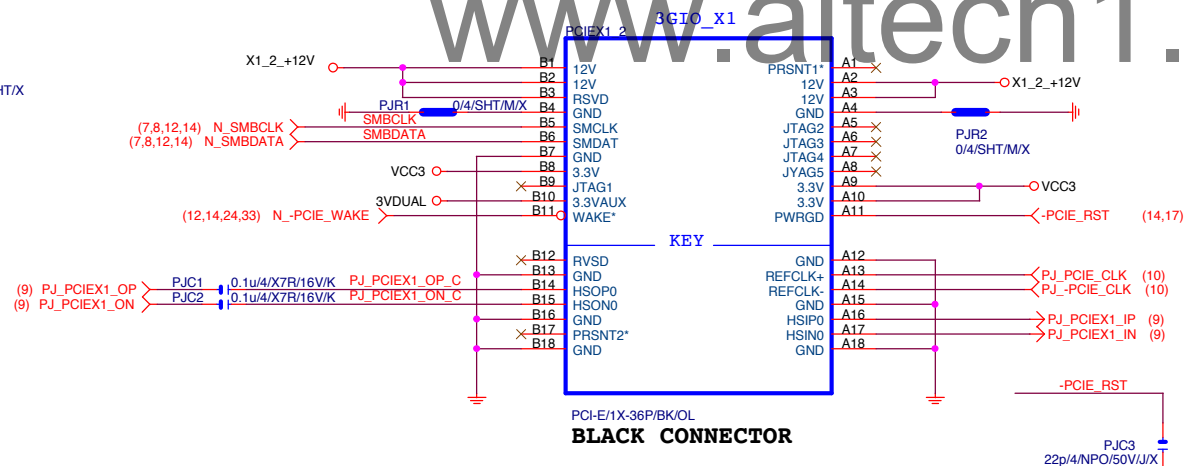 www.altech1.
3GIO_X1
PCIEX1_2
HT/X
X1_2_+12V
B1 12V PRSNT1* A1
B2 12V 12V A2 X1_2_+12V
B3 RSVD 12V A3
PJR1 0/4/SHT/M/X B4 GND GND A4
SMBCLK B5 SMCLK JTAG2 A5
(7,8,12,14) N_SMBCLK
SMBDATA B6 SMDAT JTAG3 A6
(7,8,12,14) N_SMBDATA
PJR2
0/4/SHT/M/X
B7 GND JTAG4 A7
VCC3 B8 3.3V JYAG5 A8
B9 JTAG1 3.3V A9 VCC3
3VDUAL B10 3.3VAUX 3.3V A10
(12,14,24,33) N_-PCIE_WAKE B11 WAKE* PWRGD A11 -PCIE_RST (14,17)
KEY
B12 RVSD GND A12
B13 GND REFCLK+ A13 PJ_PCIE_CLK (10)
(9) PJ_PCIEX1_OP PJC1 0.1u/4/X7R/16V/K PJ_PCIEX1_OP_C B14 HSOP0 REFCLK- A14 PJ_-PCIE_CLK (10)
(9) PJ_PCIEX1_ON PJC2 0.1u/4/X7R/16V/K PJ_PCIEX1_ON_C B15 HSON0 GND A15
B16 GND HSIP0 A16 PJ_PCIEX1_IP (9)
B17 PRSNT2* HSIN0 A17 PJ_PCIEX1_IN (9)
B18 GND GND A18
-PCIE_RST
PCI-E/1X-36P/BK/OL
BLACK CONNECTOR
PJC3
22p/4/NPO/50V/J/X